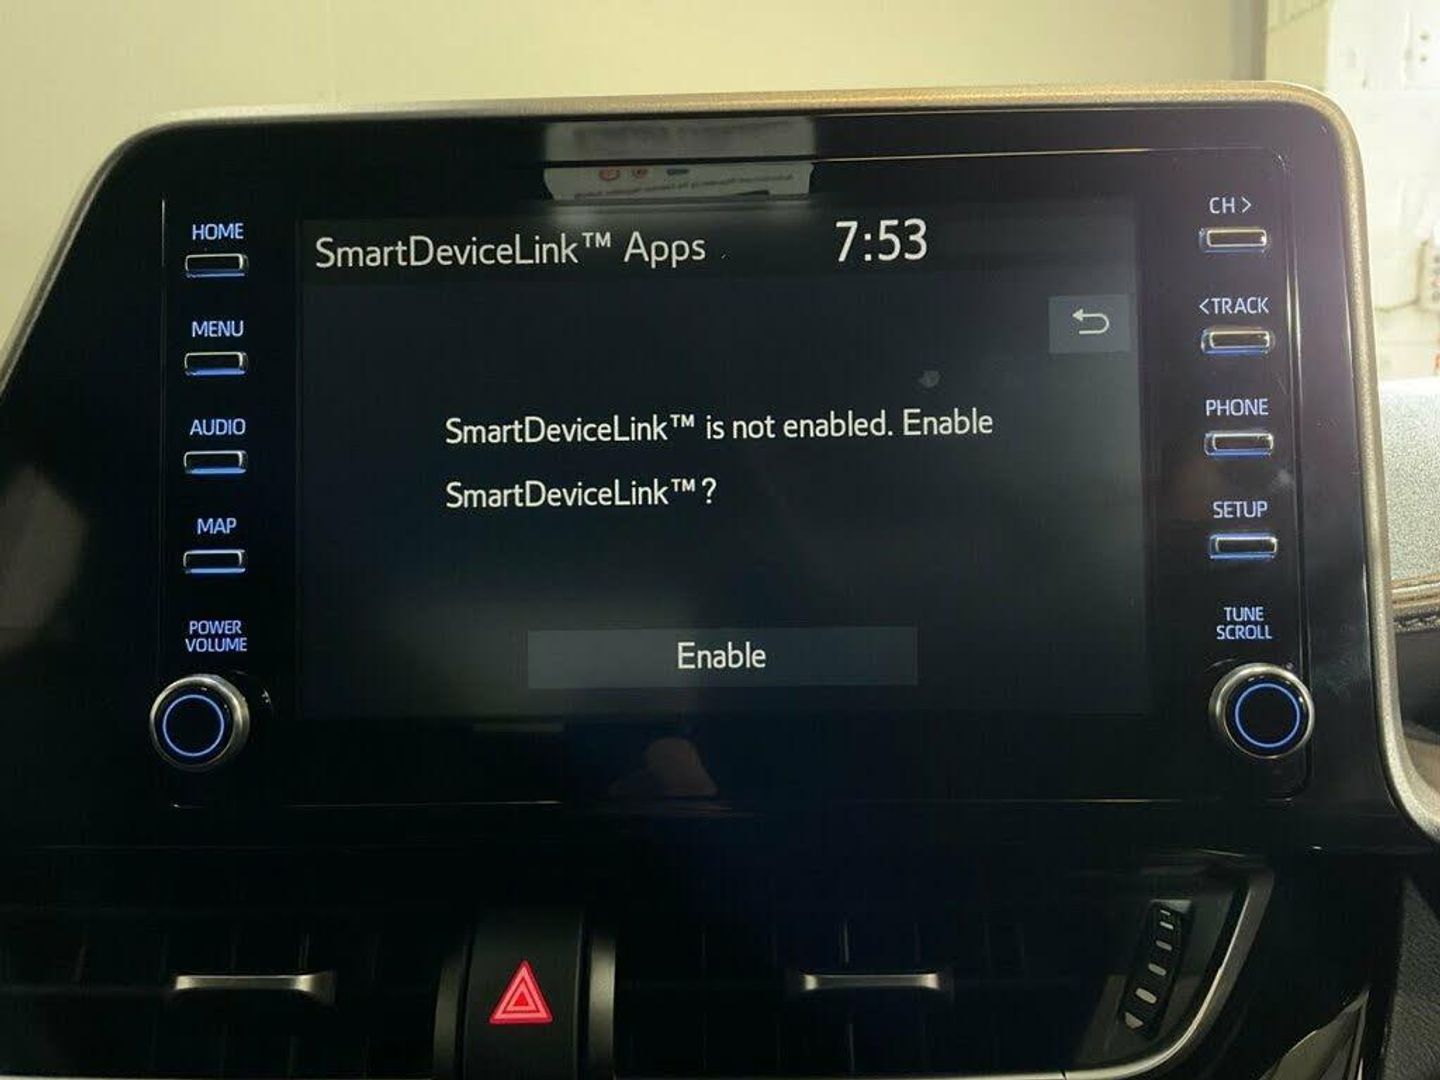 HOME
MENU
AUDIO
MAP
POWER
VOLUME
SmartDeviceLink™ Apps
7:53
SmartDeviceLink™ is not enabled. Enable
SmartDeviceLink™?
Enable
CH>
<TRACK
PHONE
SETUP
TUNE
SCROLL